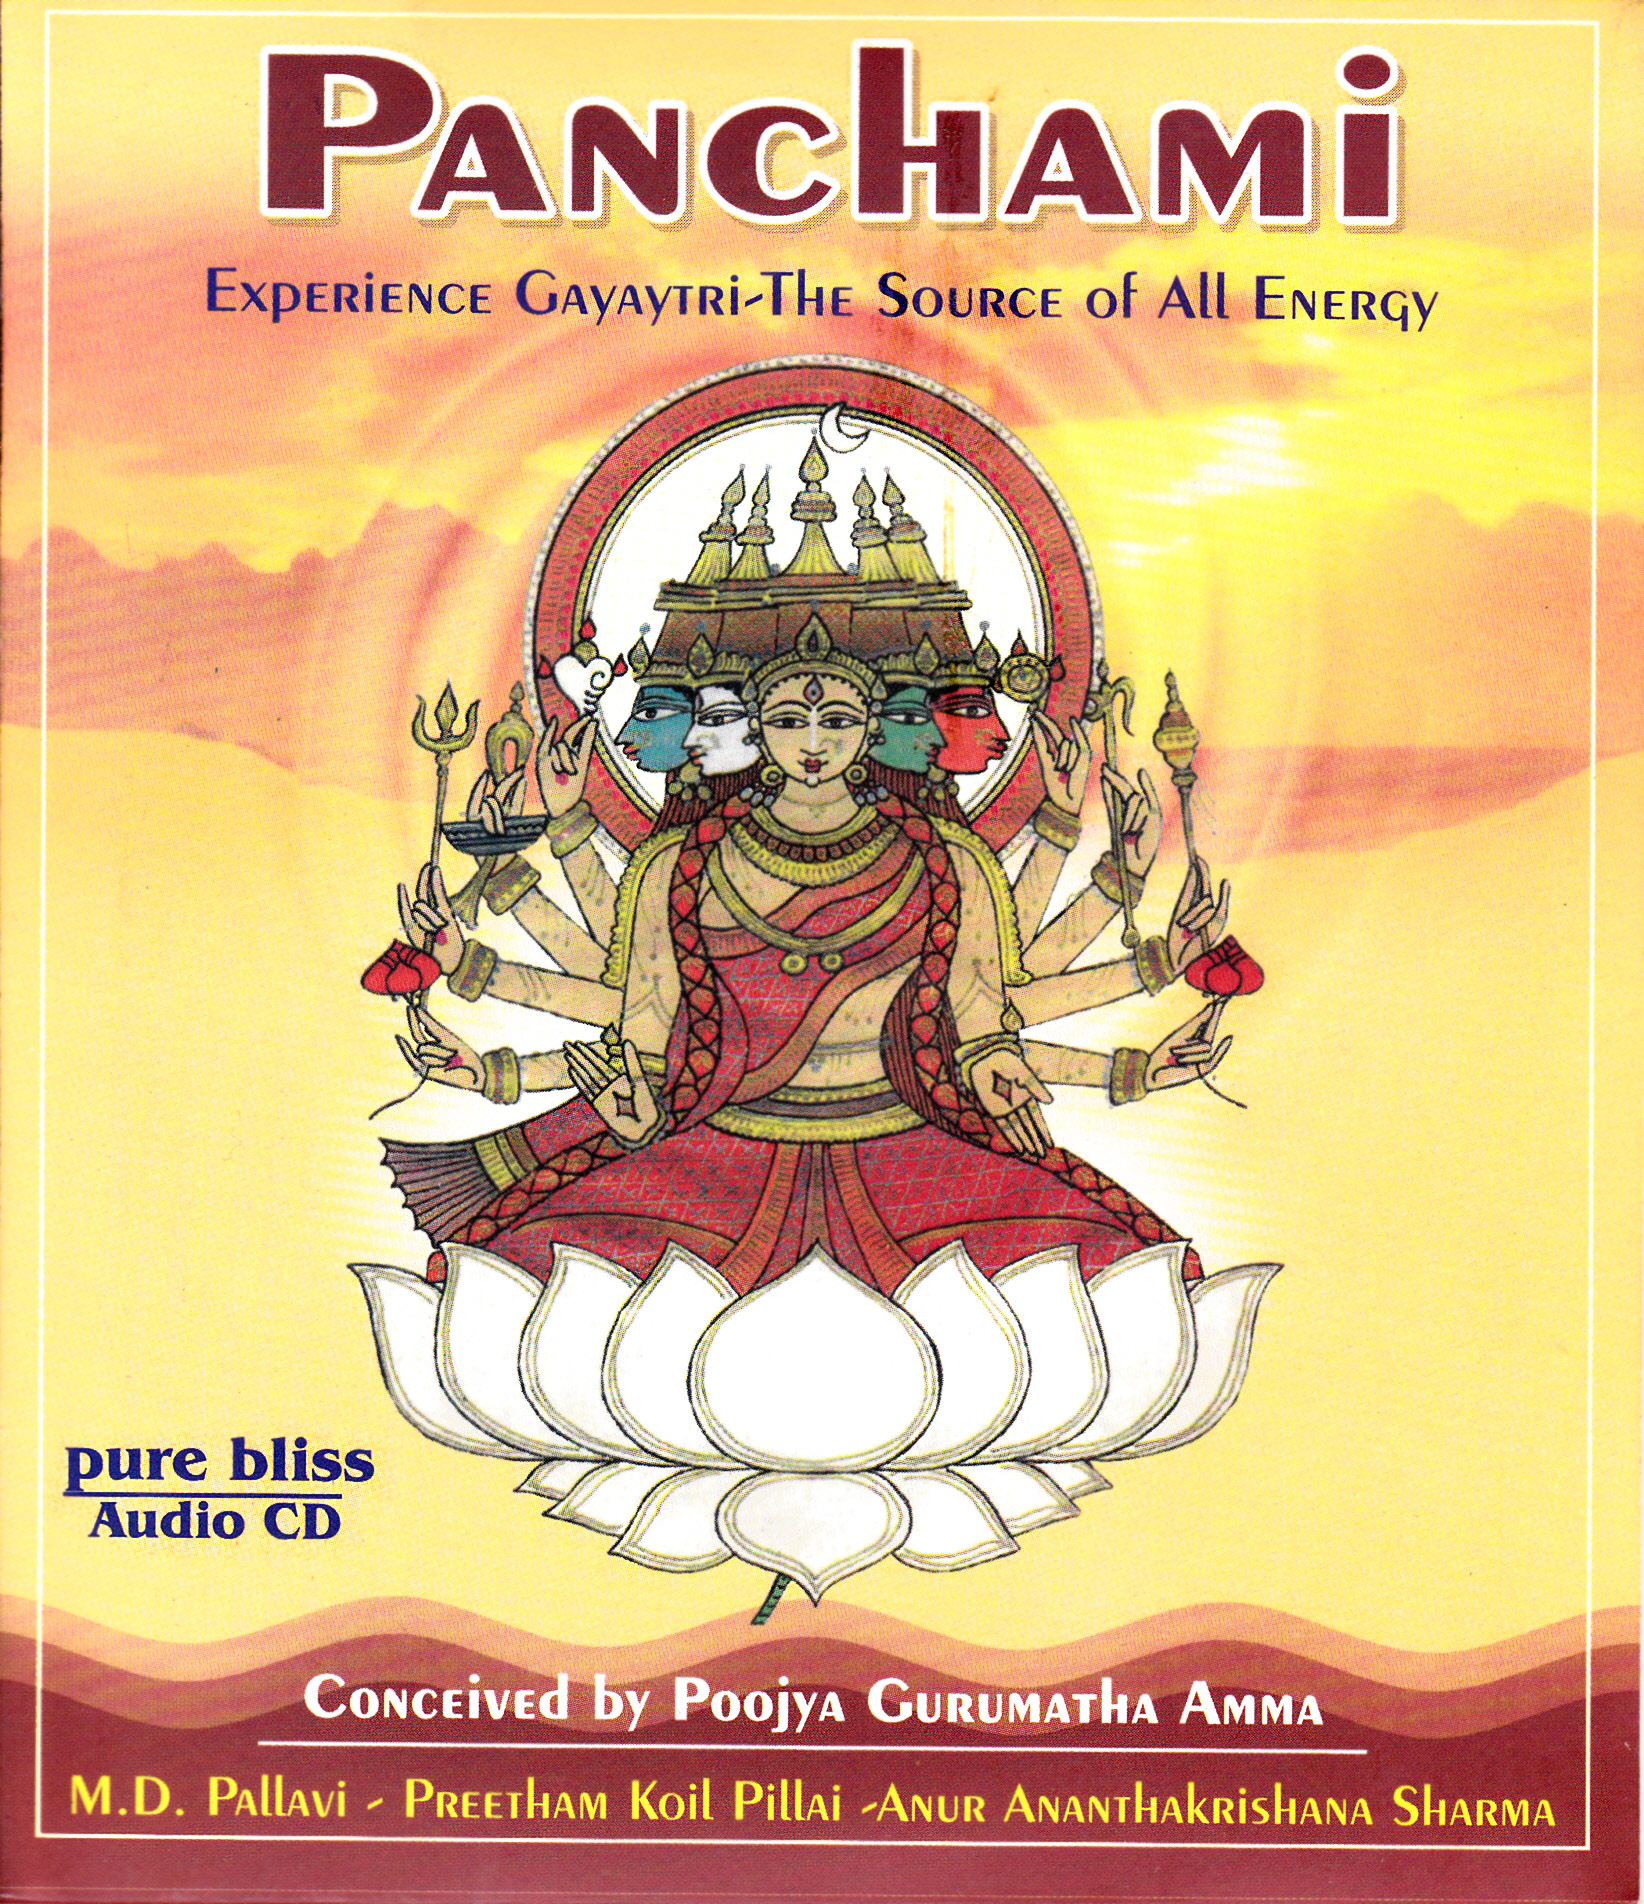 Panchami
Experience Gayaytri-The Source of All Energy
pure bliss
Audio CD
Conceived by Poojya Gurumatha Amma
M.D. Pallavi - Preetham Koil Pillai -Anur Ananthakrishana Sharma